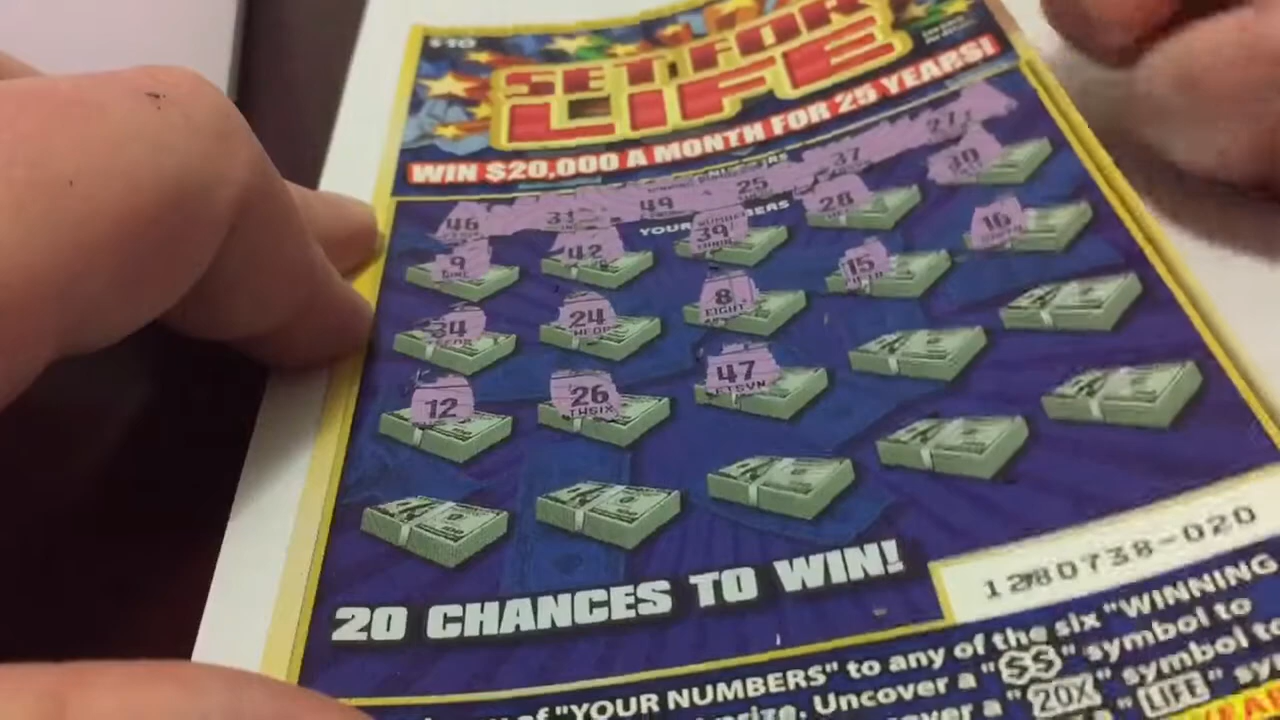 $10
SET FOR
LIFE
WIN $20,000 A MONTH FOR 25 YEARS!
46 31 49 25 37 27
YOUR NUMBERS
9 42 39 28 30
34 24 8 15 16
EIGHT
12 26 47
TWSIX
20 CHANCES TO WIN!
1280738-020
of "YOUR NUMBERS" to any of the six "WINNING
prize. Uncover a "$$" symbol to
"20X" symbol to
"LIFE"